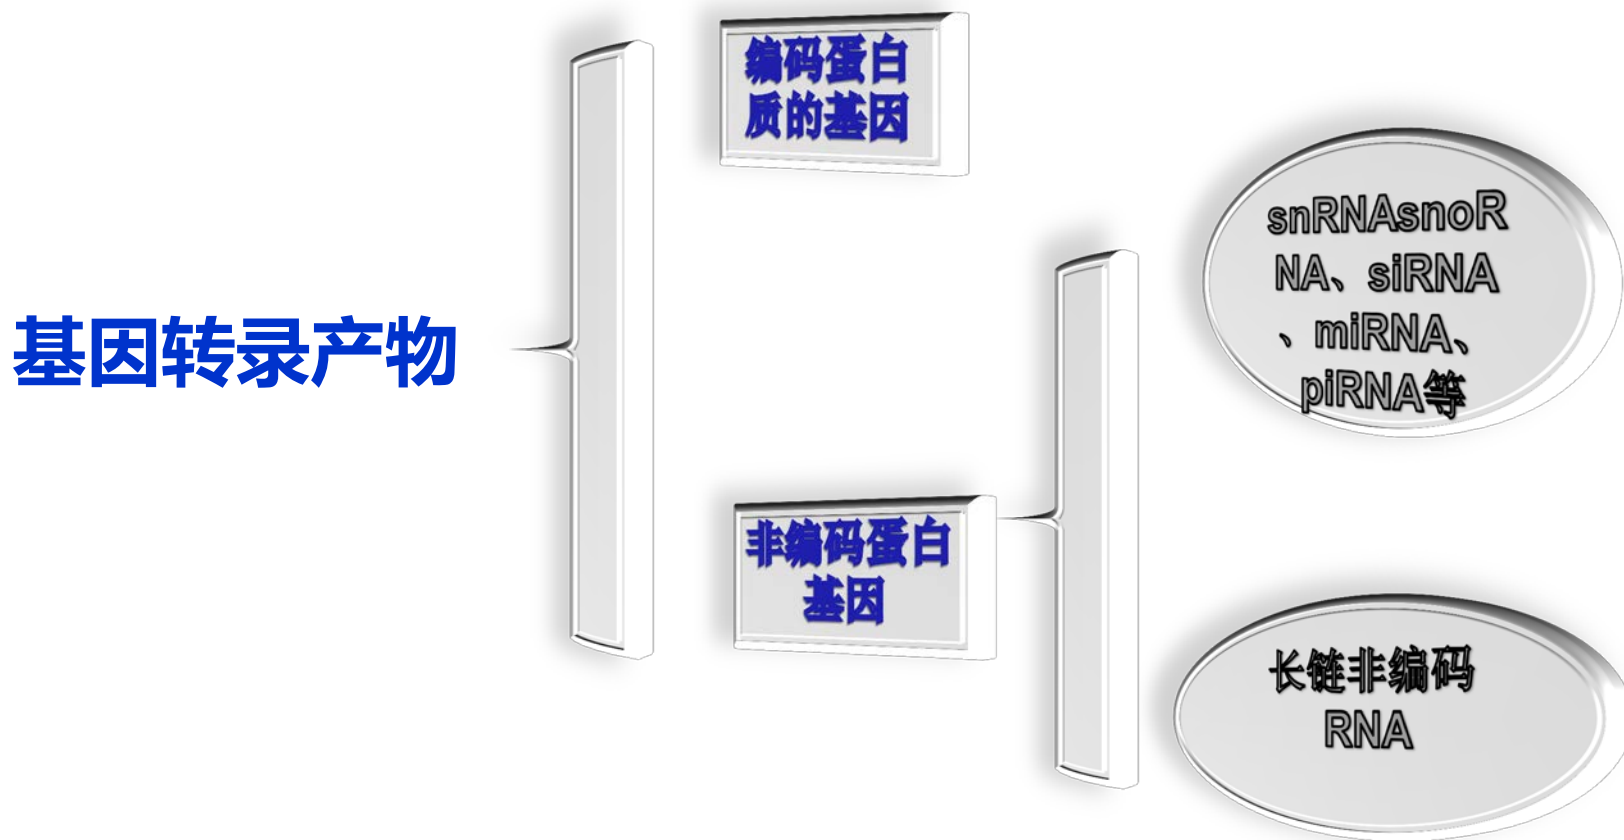 基因转录产物
编码蛋白
质的基因
非编码蛋白
基因
snRNAsnoR
NA、siRNA
、miRNA、
piRNA等
长链非编码
RNA